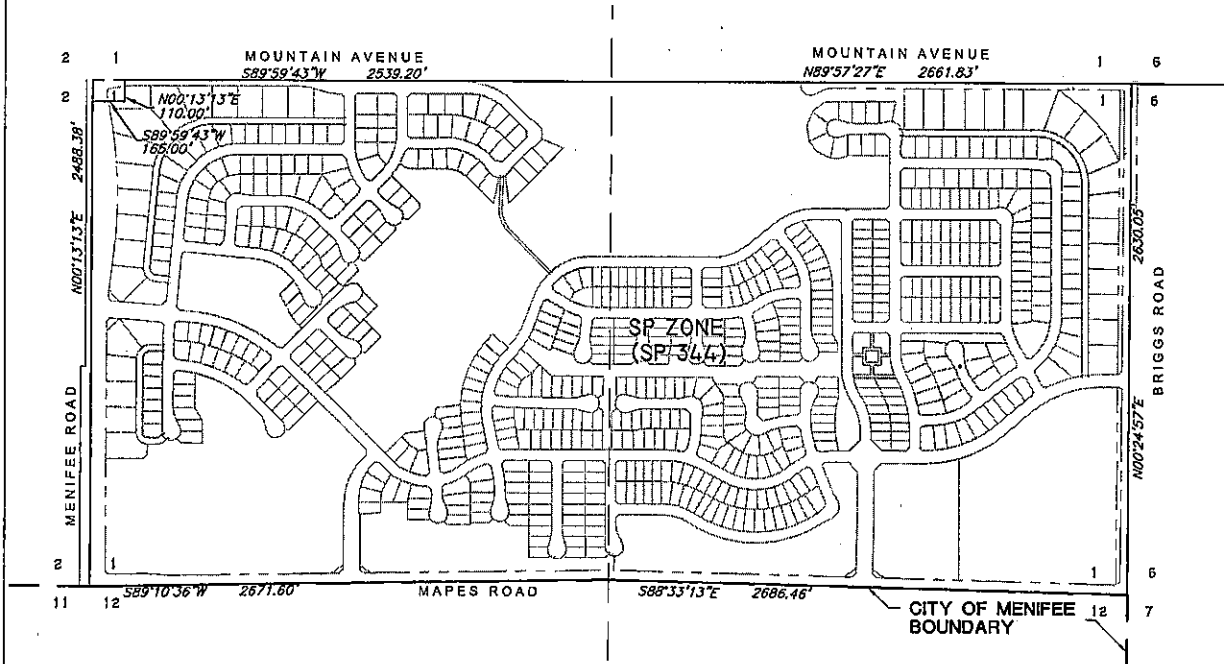 2 1
MOUNTAIN AVENUE
S89°59'43"W 2539.20'
MOUNTAIN AVENUE
N89°57'27"E 2661.83'
1 6
2 1
N00°13'13"E
110.00'
S89°59'43"W
165.00'
1 6
2488.38'
N00°13'13"E
MENIFEE ROAD
2630.05'
N00°24'57"E
BRIGGS ROAD
SP ZONE
(SP 344)
2 1
1 6
11 12
S89°10'36"W 2671.60'
MAPES ROAD
S88°33'13"E 2686.46'
12 7
CITY OF MENIFEE
BOUNDARY